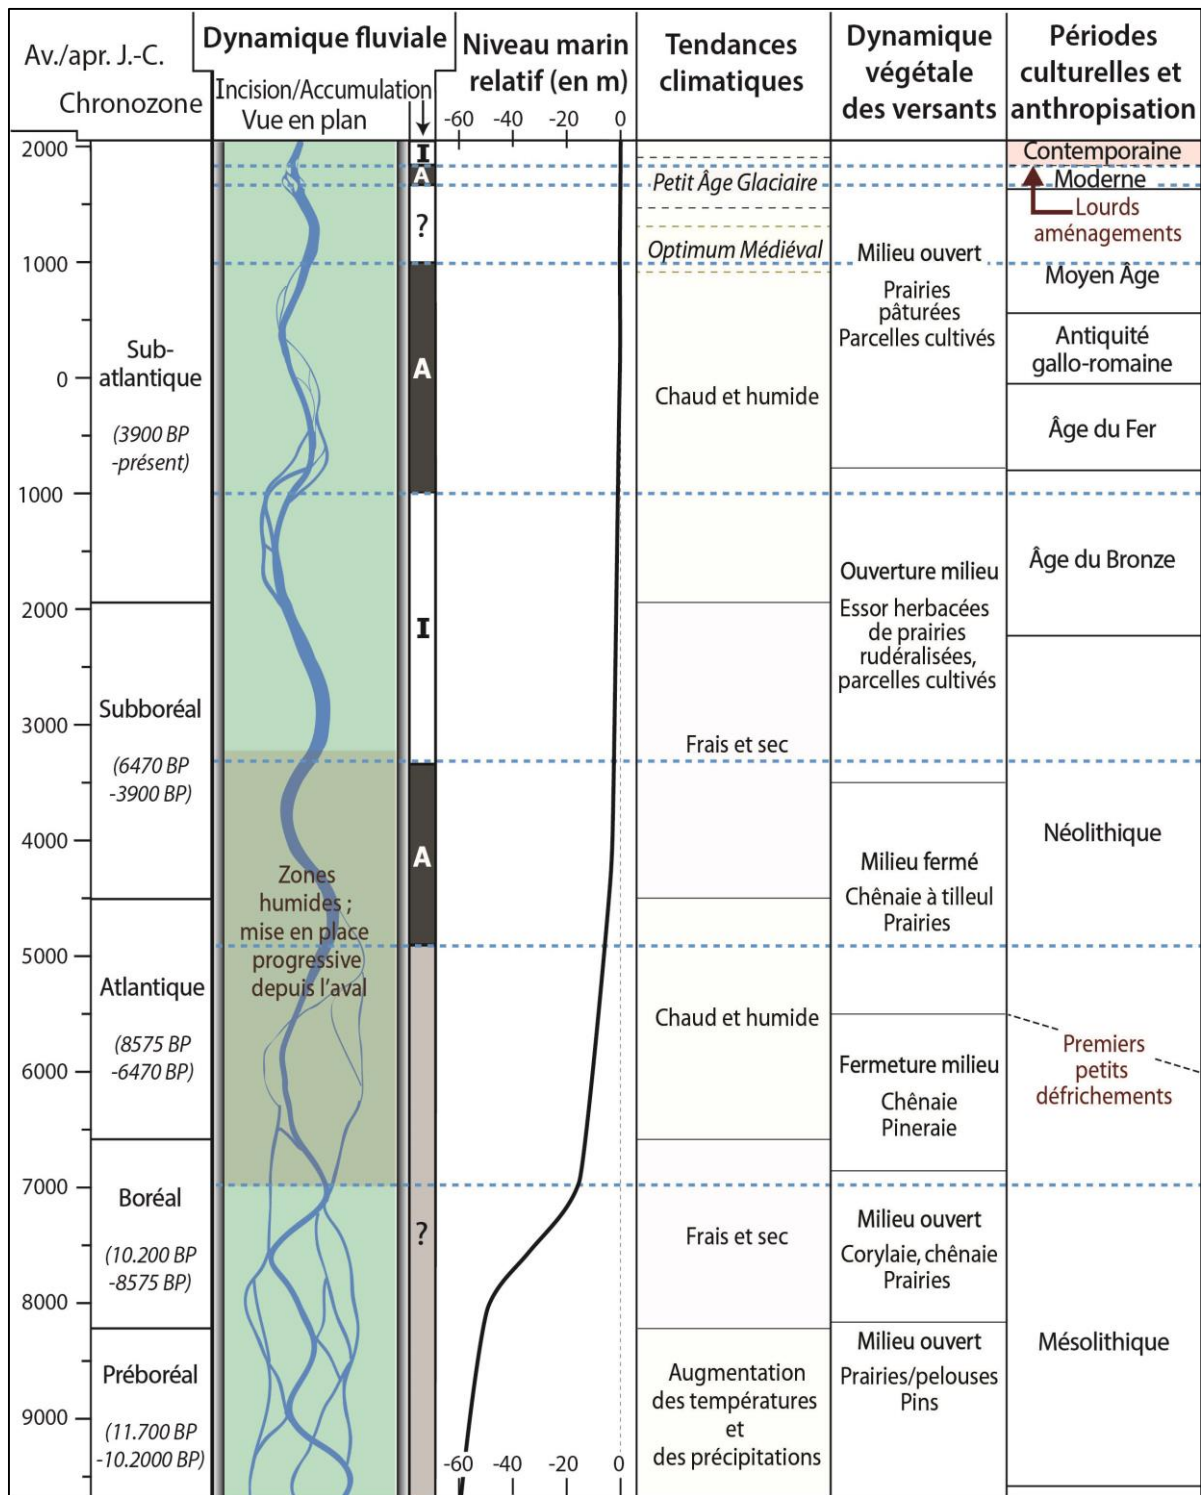 Av./apr. J.-C.
Chronozone
Dynamique fluviale
Incision/Accumulation
Vue en plan
Niveau marin
relatif (en m)
-60 -40 -20 0
Tendances
climatiques
Dynamique
végétale
des versants
Périodes
culturelles et
anthropisation
2000
1000
0
1000
2000
3000
4000
5000
6000
7000
8000
9000
Sub-
atlantique
(3900 BP
-présent)
Subboréal
(6470 BP
-3900 BP)
Atlantique
(8575 BP
-6470 BP)
Boréal
(10.200 BP
-8575 BP)
Préboréal
(11.700 BP
-10.2000 BP)
Zones
humides ;
mise en place
progressive
depuis l'aval
I
A
?
A
I
A
?
-60 -40 -20 0
Petit Âge Glaciaire
Optimum Médiéval
Chaud et humide
Frais et sec
Chaud et humide
Frais et sec
Augmentation
des températures
et
des précipitations
Milieu ouvert
Prairies
pâturées
Parcelles cultivés
Ouverture milieu
Essor herbacées
de prairies
rudéralisées,
parcelles cultivés
Milieu fermé
Chênaie à tilleul
Prairies
Fermeture milieu
Chênaie
Pineraie
Milieu ouvert
Corylaie, chênaie
Prairies
Milieu ouvert
Prairies/pelouses
Pins
Contemporaine
Moderne
Lourds
aménagements
Moyen Âge
Antiquité
gallo-romaine
Âge du Fer
Âge du Bronze
Néolithique
Premiers
petits
défrichements
Mésolithique